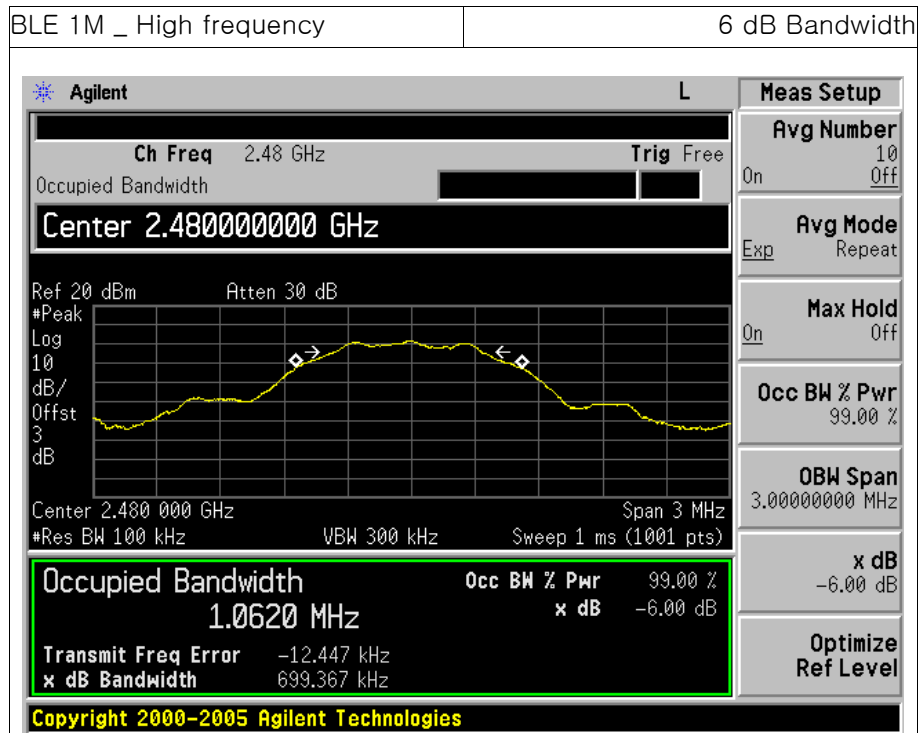 BLE 1M _ High frequency 6 dB Bandwidth
Agilent L Meas Setup
Ch Freq 2.48 GHz Trig Free
Occupied Bandwidth
Center 2.480000000 GHz
Ref 20 dBm Atten 30 dB
#Peak
Log
10
dB/
Offst
3
dB
Center 2.480 000 GHz Span 3 MHz
#Res BW 100 kHz VBW 300 kHz Sweep 1 ms (1001 pts)
Occupied Bandwidth Occ BW % Pwr 99.00 %
1.0620 MHz x dB -6.00 dB
Transmit Freq Error -12.447 kHz
x dB Bandwidth 699.367 kHz
Copyright 2000-2005 Agilent Technologies
Avg Number
10
On Off
Avg Mode
Exp Repeat
Max Hold
On Off
Occ BW % Pwr
99.00 %
OBW Span
3.00000000 MHz
x dB
-6.00 dB
Optimize
Ref Level